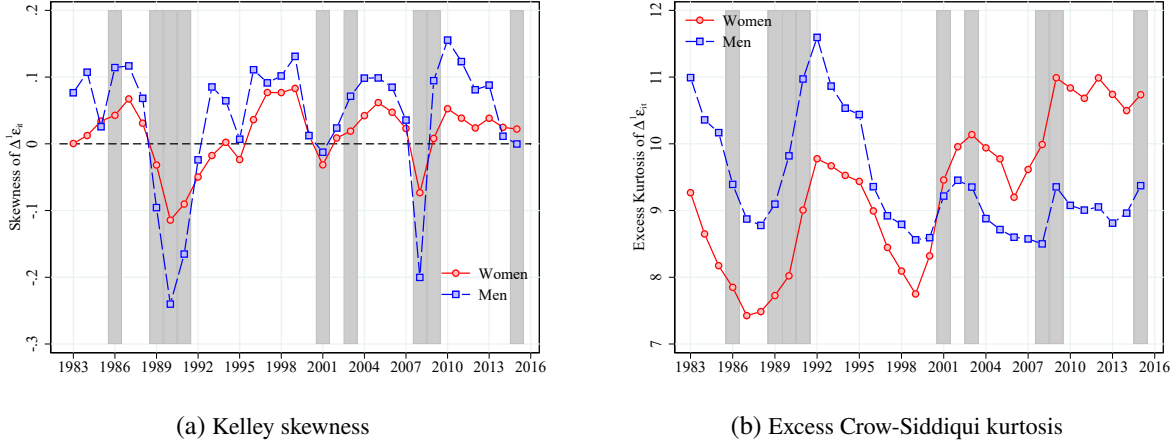 Skewness of Δ¹ε_it
.2
.1
0
-.1
-.2
-.3
Women
Men
1983 1986 1989 1992 1995 1998 2001 2004 2007 2010 2013 2016
(a) Kelley skewness
Excess Kurtosis of Δ¹ε_it
12
11
10
9
8
7
Women
Men
1983 1986 1989 1992 1995 1998 2001 2004 2007 2010 2013 2016
(b) Excess Crow-Siddiqui kurtosis